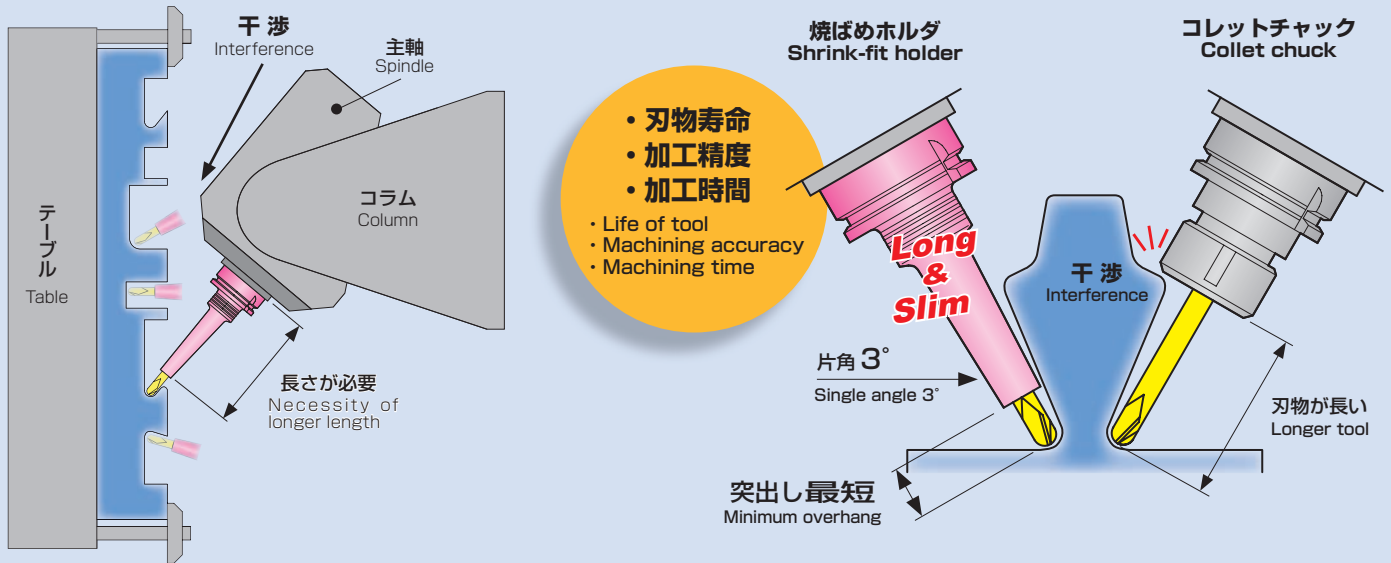 干 渉
Interference
主軸
Spindle
コラム
Column
テーブル
Table
長さが必要
Necessity of
longer length
・刃物寿命
・加工精度
・加工時間
・Life of tool
・Machining accuracy
・Machining time
焼ばめホルダ
Shrink-fit holder
コレットチャック
Collet chuck
Long
&
Slim
干 渉
Interference
片角 3°
Single angle 3°
刃物が長い
Longer tool
突出し最短
Minimum overhang